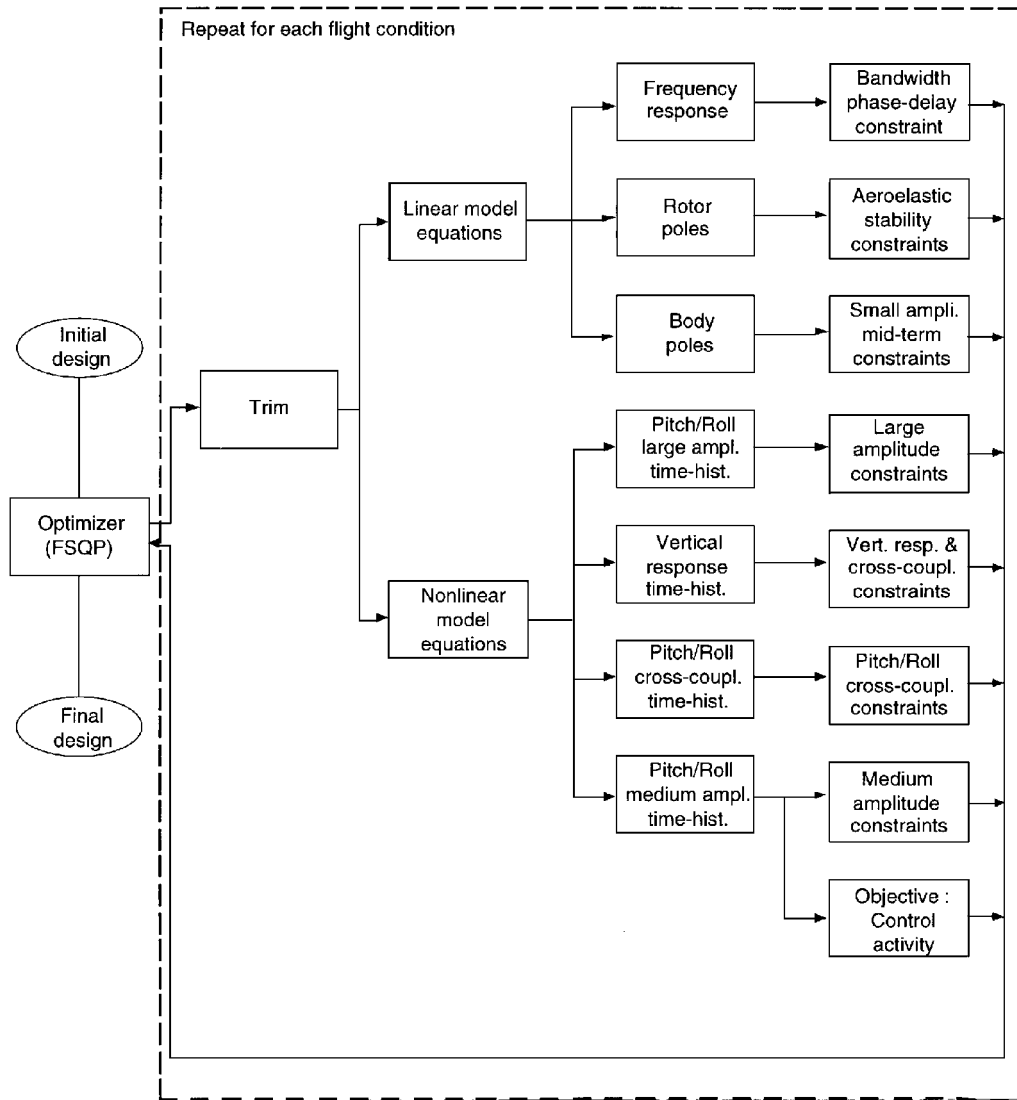 Repeat for each flight condition
Frequency
response
Bandwidth
phase-delay
constraint
Linear model
equations
Rotor
poles
Aeroelastic
stability
constraints
Body
poles
Small ampli.
mid-term
constraints
Initial
design
Trim
Pitch/Roll
large ampl.
time-hist.
Large
amplitude
constraints
Optimizer
(FSQP)
Vertical
response
time-hist.
Vert. resp. &
cross-coupl.
constraints
Nonlinear
model
equations
Pitch/Roll
cross-coupl.
time-hist.
Pitch/Roll
cross-coupl.
constraints
Final
design
Pitch/Roll
medium ampl.
time-hist.
Medium
amplitude
constraints
Objective :
Control
activity